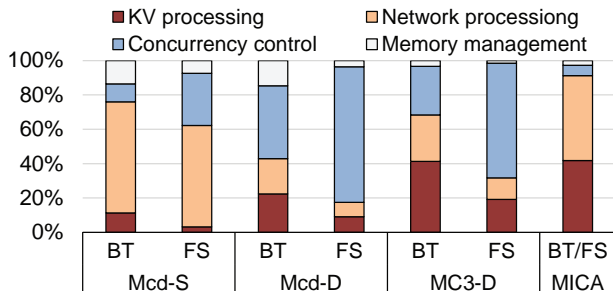 KV processing Network processiong
Concurrency control Memory management
100%
80%
60%
40%
20%
0%
BT FS BT FS BT FS BT/FS
Mcd-S Mcd-D MC3-D MICA